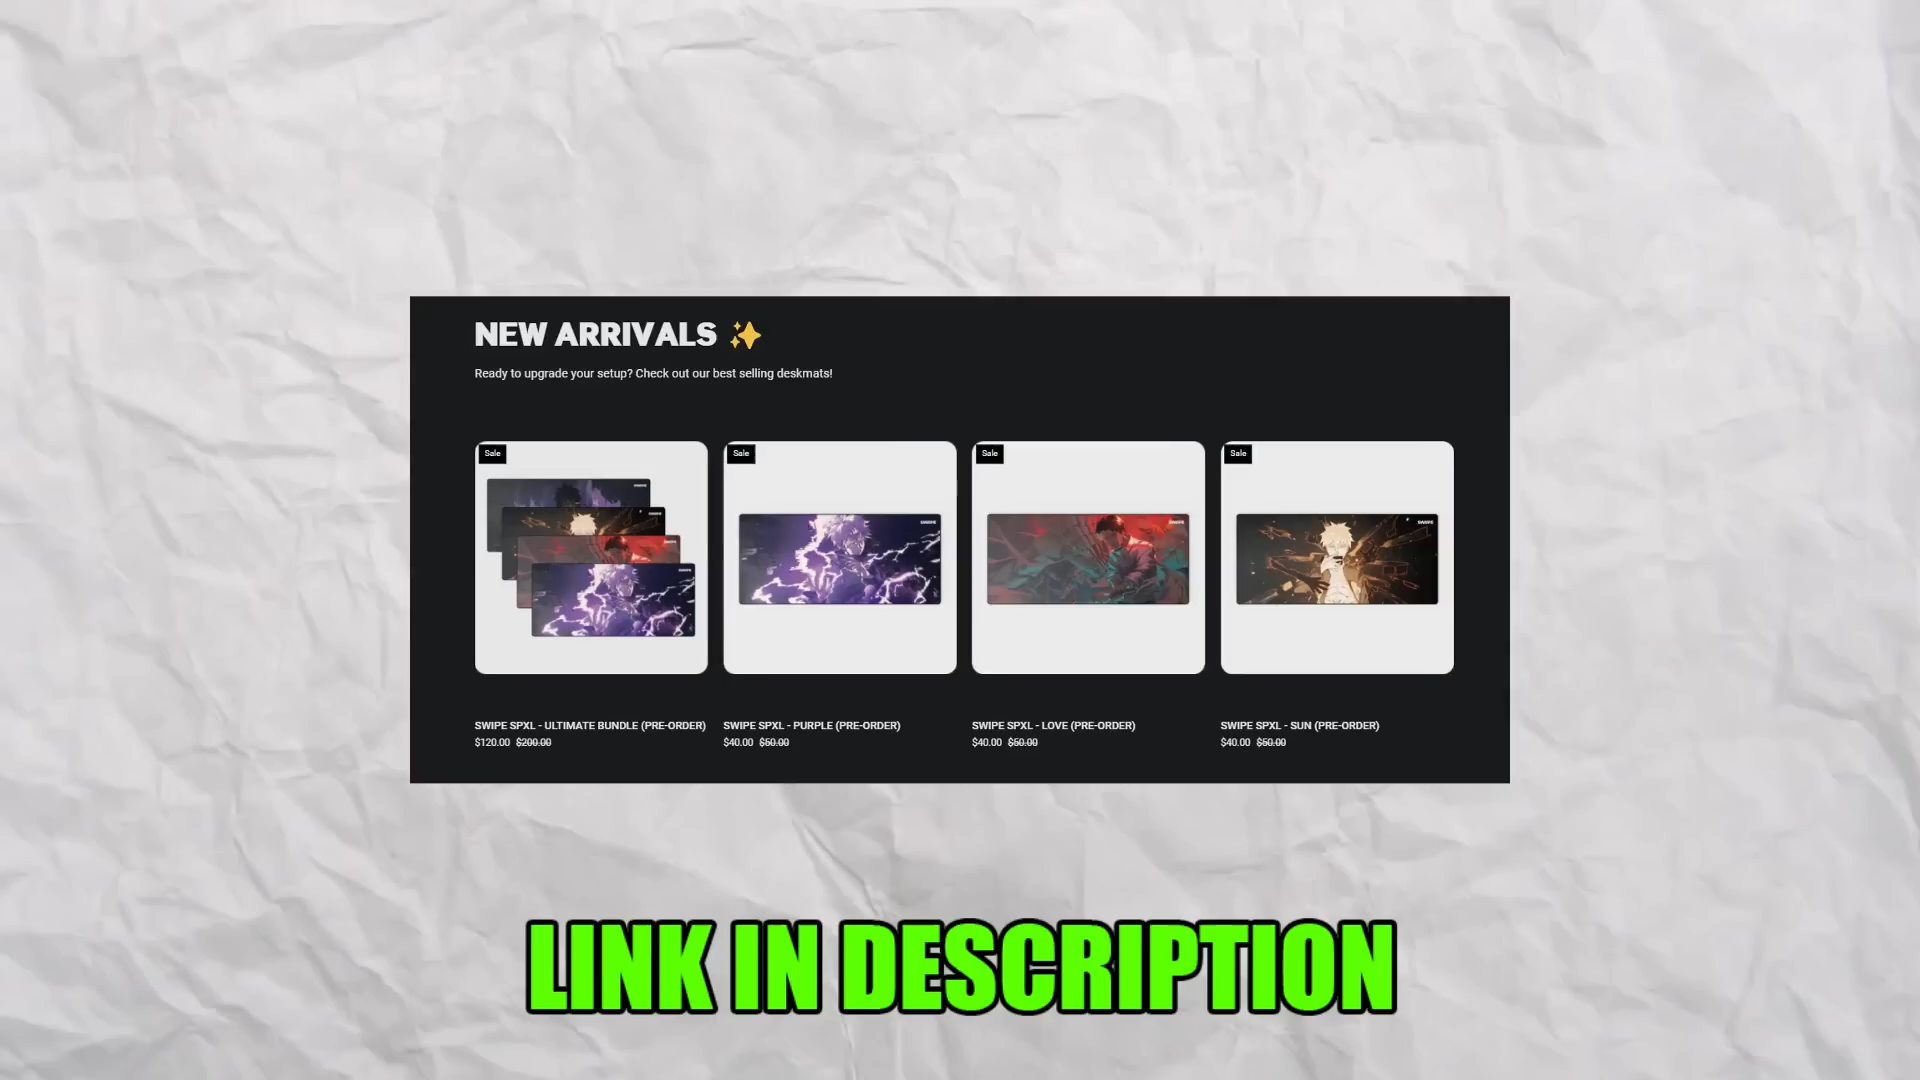 NEW ARRIVALS ✨
Ready to upgrade your setup? Check out our best selling deskmats!
Sale
Sale
Sale
Sale
SWIPE
SWIPE
SWIPE
SWIPE SPXL - ULTIMATE BUNDLE (PRE-ORDER)
$120.00 $200.00
SWIPE SPXL - PURPLE (PRE-ORDER)
$40.00 $50.00
SWIPE SPXL - LOVE (PRE-ORDER)
$40.00 $50.00
SWIPE SPXL - SUN (PRE-ORDER)
$40.00 $50.00
LINK IN DESCRIPTION